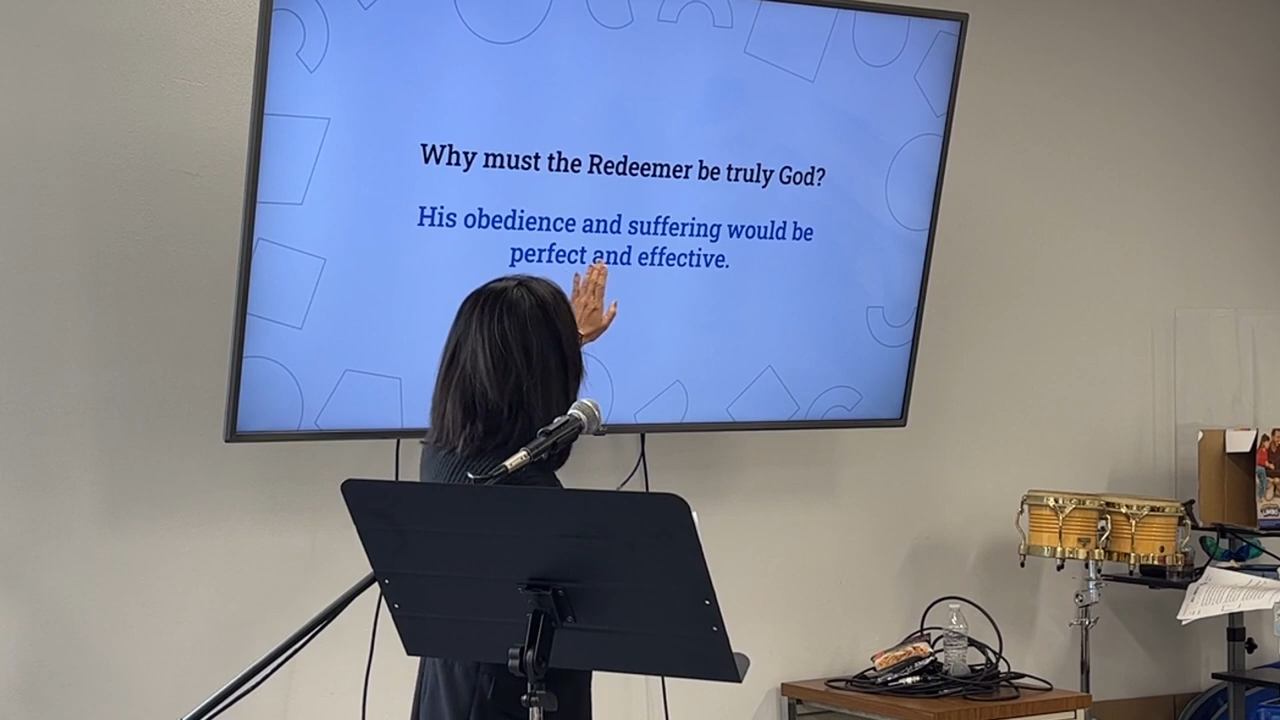 Why must the Redeemer be truly God?
His obedience and suffering would be
perfect and effective.